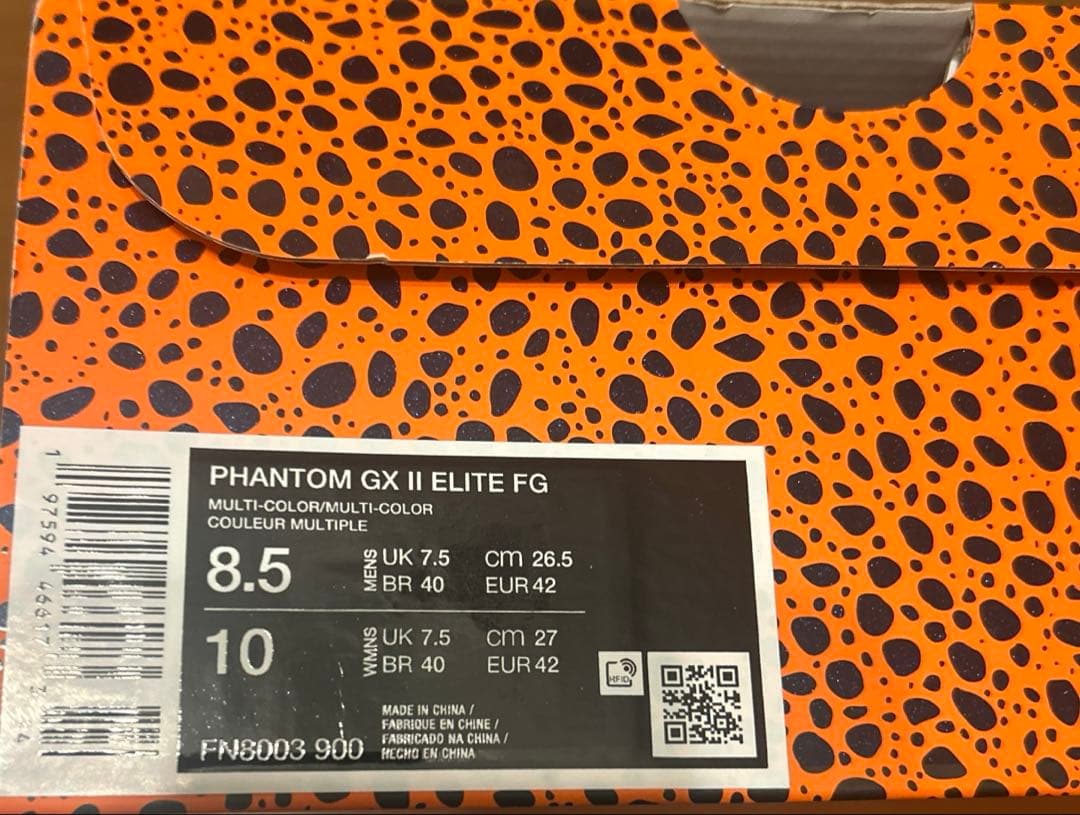 PHANTOM GX II ELITE FG
MULTI-COLOR/MULTI-COLOR
COULEUR MULTIPLE
8.5 MENS UK 7.5 cm 26.5
BR 40 EUR 42
10 WMNS UK 7.5 cm 27
BR 40 EUR 42
RFID
MADE IN CHINA /
FABRIQUE EN CHINE /
FABRICADO NA CHINA /
HECHO EN CHINA
FN8003 900